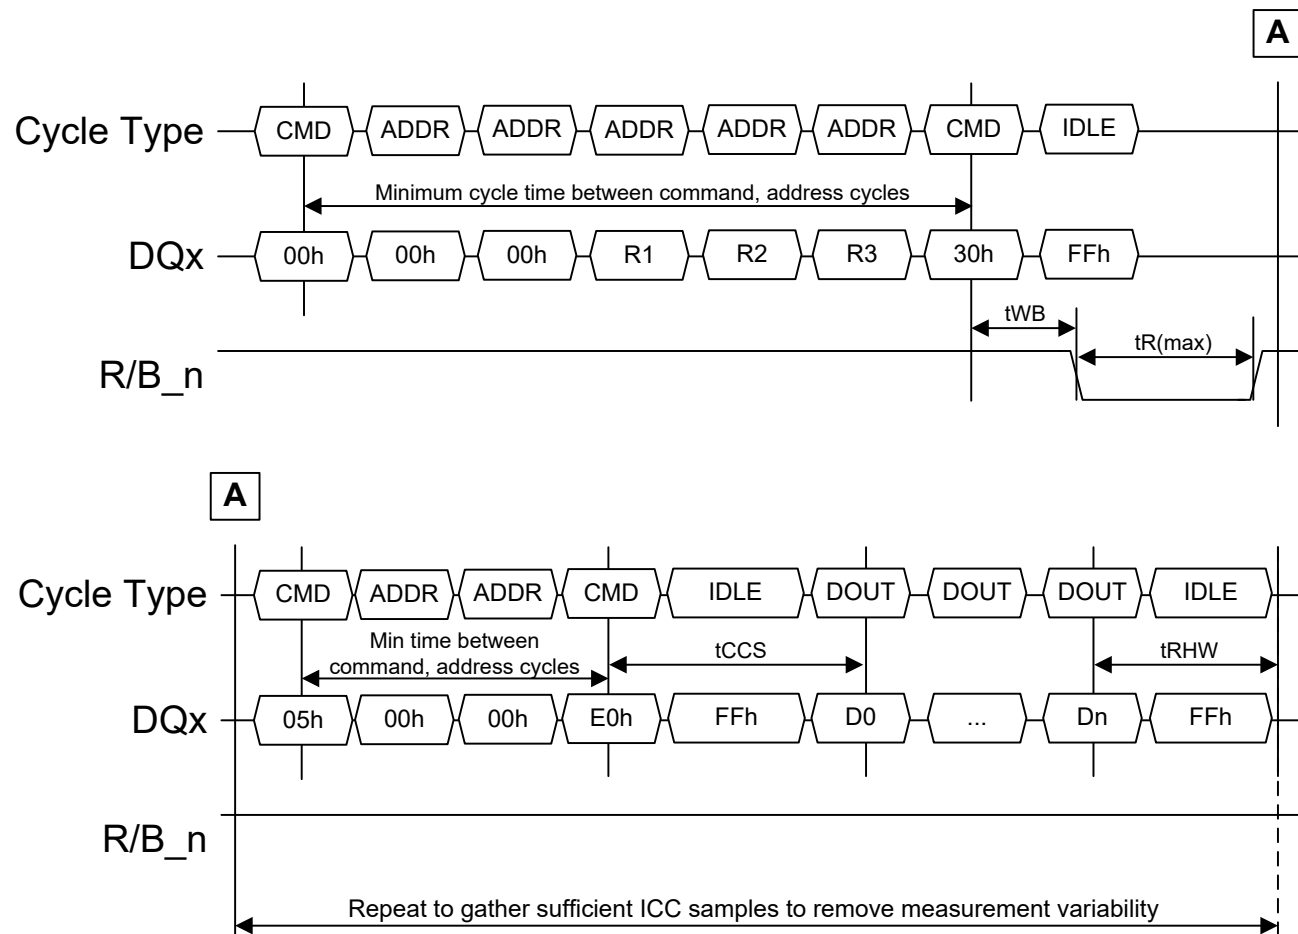 A
Cycle Type CMD ADDR ADDR ADDR ADDR ADDR CMD IDLE
Minimum cycle time between command, address cycles
DQx 00h 00h 00h R1 R2 R3 30h FFh
tWB
tR(max)
R/B_n
A
Cycle Type CMD ADDR ADDR CMD IDLE DOUT DOUT DOUT IDLE
Min time between
command, address cycles
tCCS
tRHW
DQx 05h 00h 00h E0h FFh D0 ... Dn FFh
R/B_n
Repeat to gather sufficient ICC samples to remove measurement variability